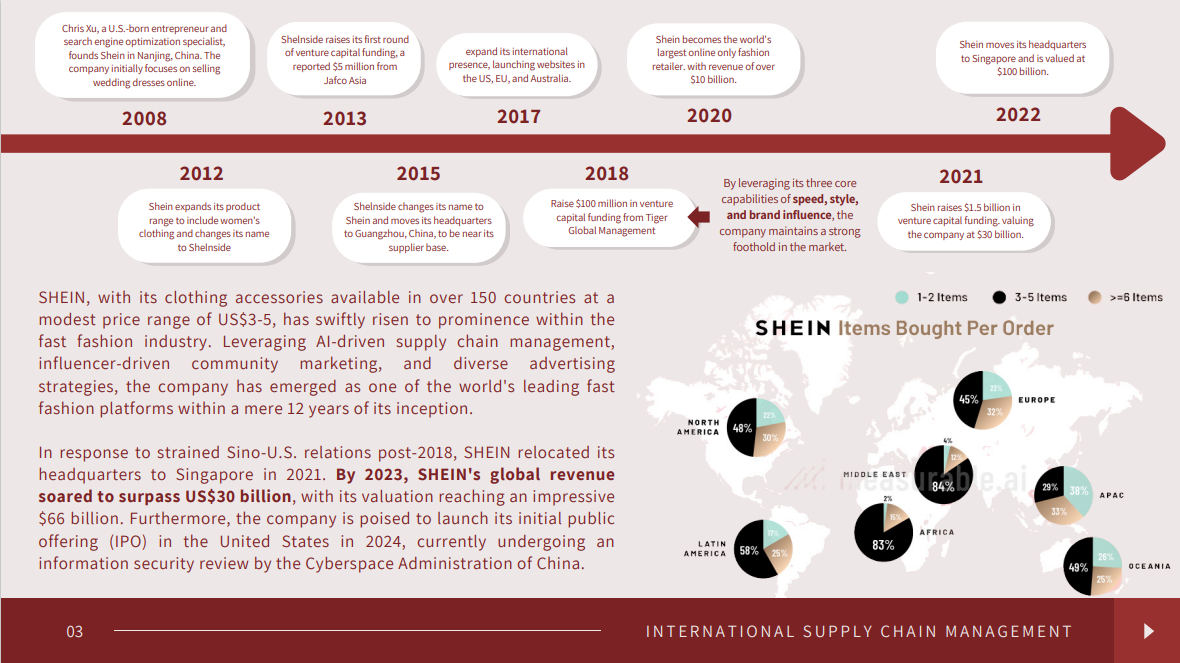 Chris Xu, a U.S.-born entrepreneur and
search engine optimization specialist,
founds Shein in Nanjing, China. The
company initially focuses on selling
wedding dresses online.
2008
SheInside raises its first round
of venture capital funding, a
reported $5 million from
Jafco Asia
2013
expand its international
presence, launching websites in
the US, EU, and Australia.
2017
Shein becomes the world's
largest online only fashion
retailer. with revenue of over
$10 billion.
2020
Shein moves its headquarters
to Singapore and is valued at
$100 billion.
2022
2012
Shein expands its product
range to include women's
clothing and changes its name
to SheInside
2015
SheInside changes its name to
Shein and moves its headquarters
to Guangzhou, China, to be near its
supplier base.
2018
Raise $100 million in venture
capital funding from Tiger
Global Management
By leveraging its three core
capabilities of speed, style,
and brand influence, the
company maintains a strong
foothold in the market.
2021
Shein raises $1.5 billion in
venture capital funding. valuing
the company at $30 billion.
SHEIN, with its clothing accessories available in over 150 countries at a
modest price range of US$3-5, has swiftly risen to prominence within the
fast fashion industry. Leveraging AI-driven supply chain management,
influencer-driven community marketing, and diverse advertising
strategies, the company has emerged as one of the world's leading fast
fashion platforms within a mere 12 years of its inception.
In response to strained Sino-U.S. relations post-2018, SHEIN relocated its
headquarters to Singapore in 2021. By 2023, SHEIN's global revenue
soared to surpass US$30 billion, with its valuation reaching an impressive
$66 billion. Furthermore, the company is poised to launch its initial public
offering (IPO) in the United States in 2024, currently undergoing an
information security review by the Cyberspace Administration of China.
1-2 Items
3-5 Items
>=6 Items
SHEIN Items Bought Per Order
NORTH
AMERICA
48%
22%
30%
45%
23%
32%
EUROPE
MIDDLE EAST
4%
12%
84%
measurable ai
29%
38%
33%
APAC
2%
15%
83%
AFRICA
LATIN
AMERICA
58%
17%
25%
49%
26%
25%
OCEANIA
03
INTERNATIONAL SUPPLY CHAIN MANAGEMENT